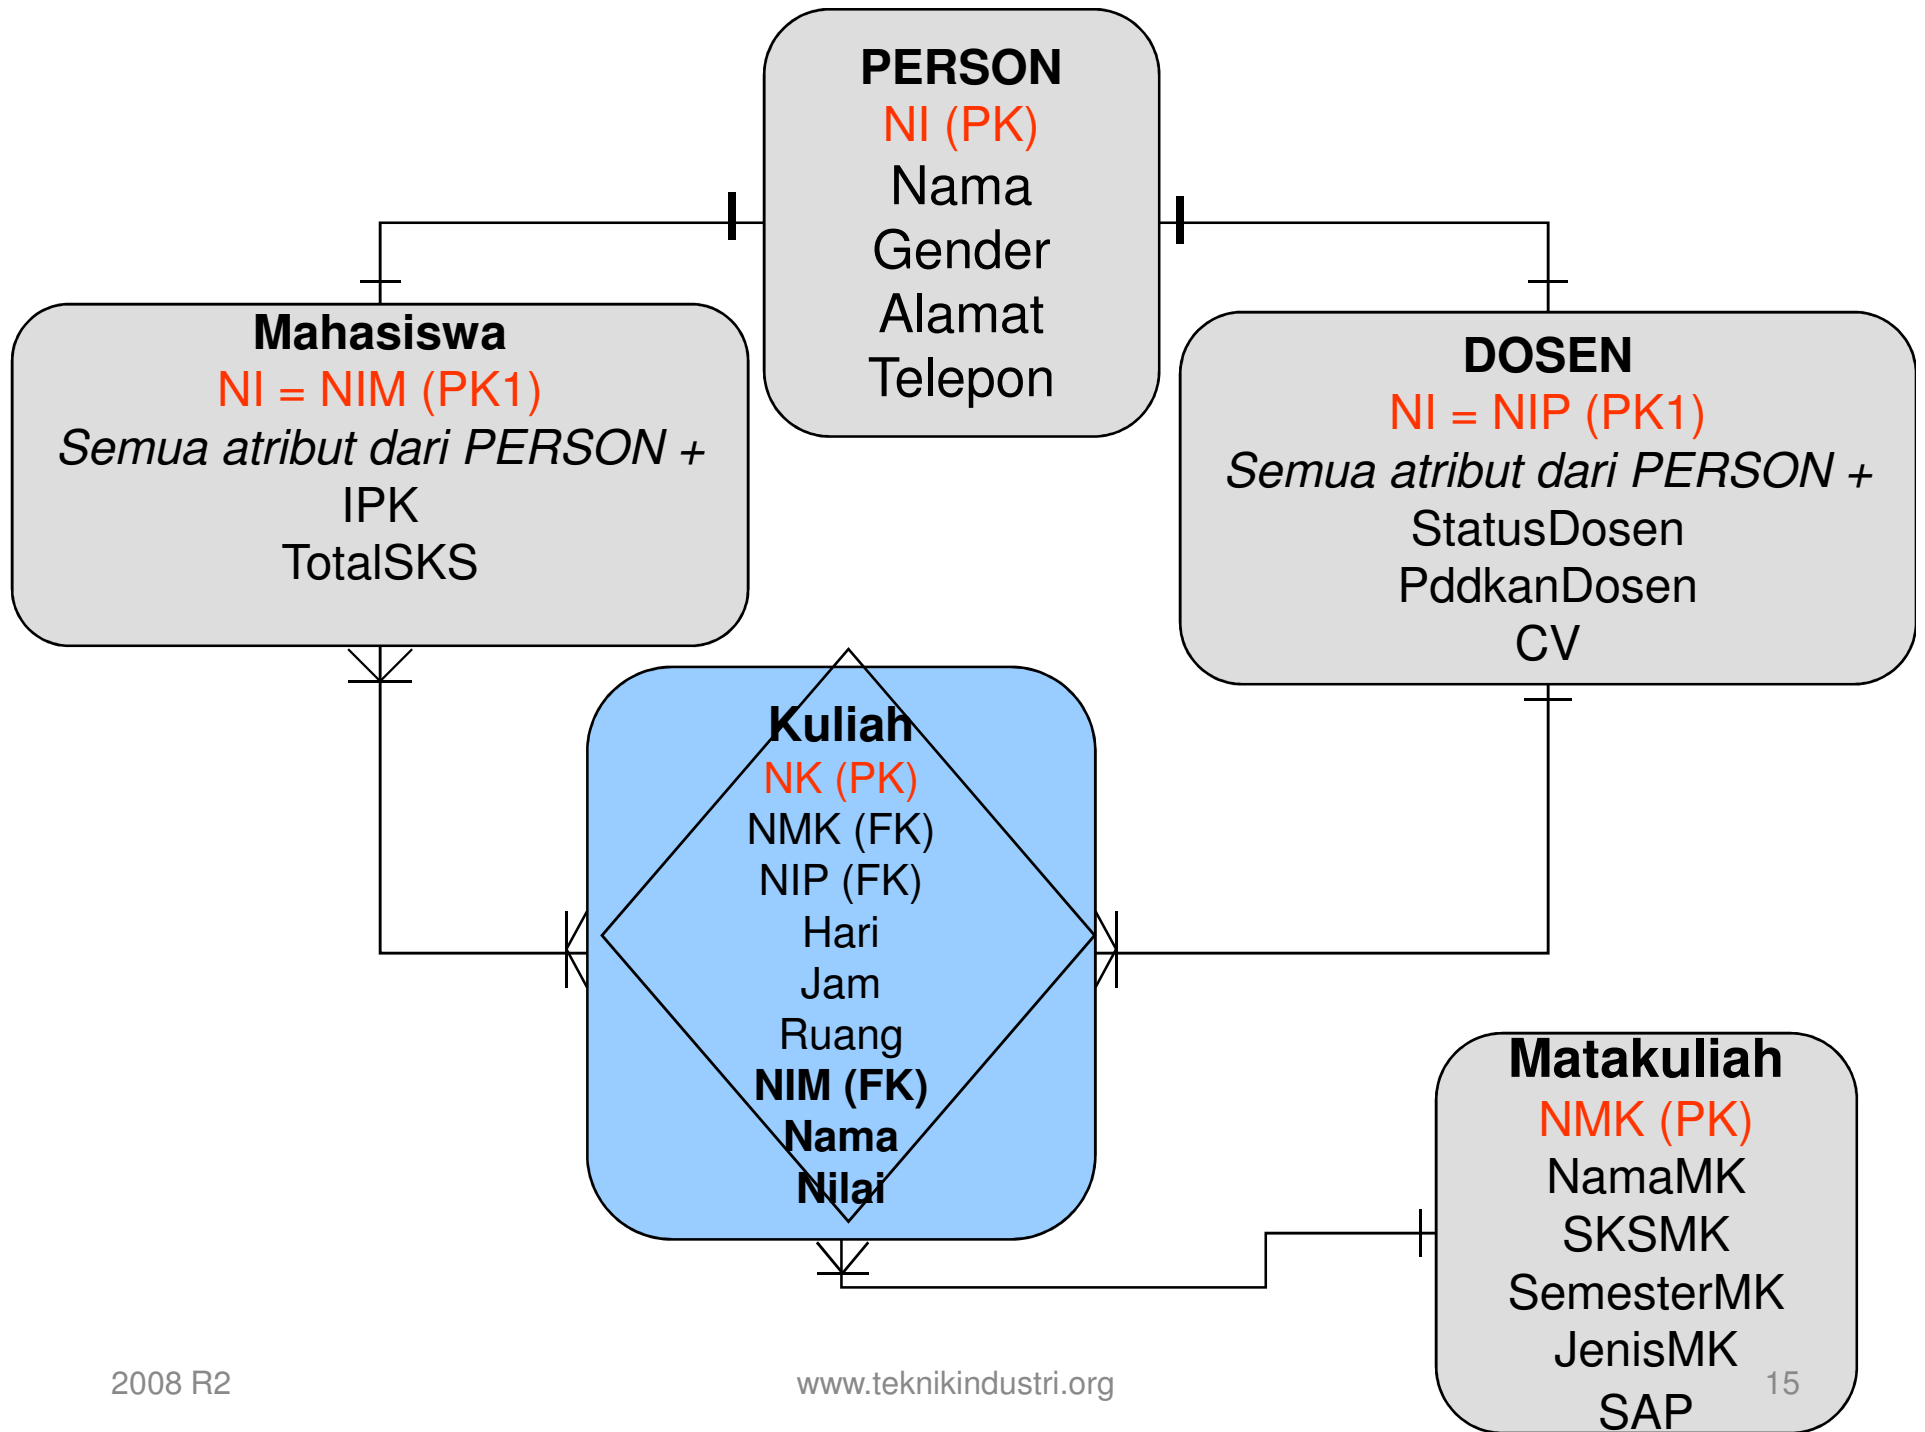 PERSON
NI (PK)
Nama
Gender
Alamat
Telepon
Mahasiswa
NI = NIM (PK1)
Semua atribut dari PERSON +
IPK
TotalSKS
DOSEN
NI = NIP (PK1)
Semua atribut dari PERSON +
StatusDosen
PddkanDosen
CV
Kuliah
NK (PK)
NMK (FK)
NIP (FK)
Hari
Jam
Ruang
NIM (FK)
Nama
Nilai
Matakuliah
NMK (PK)
NamaMK
SKSMK
SemesterMK
JenisMK
SAP
2008 R2
www.teknikindustri.org
15